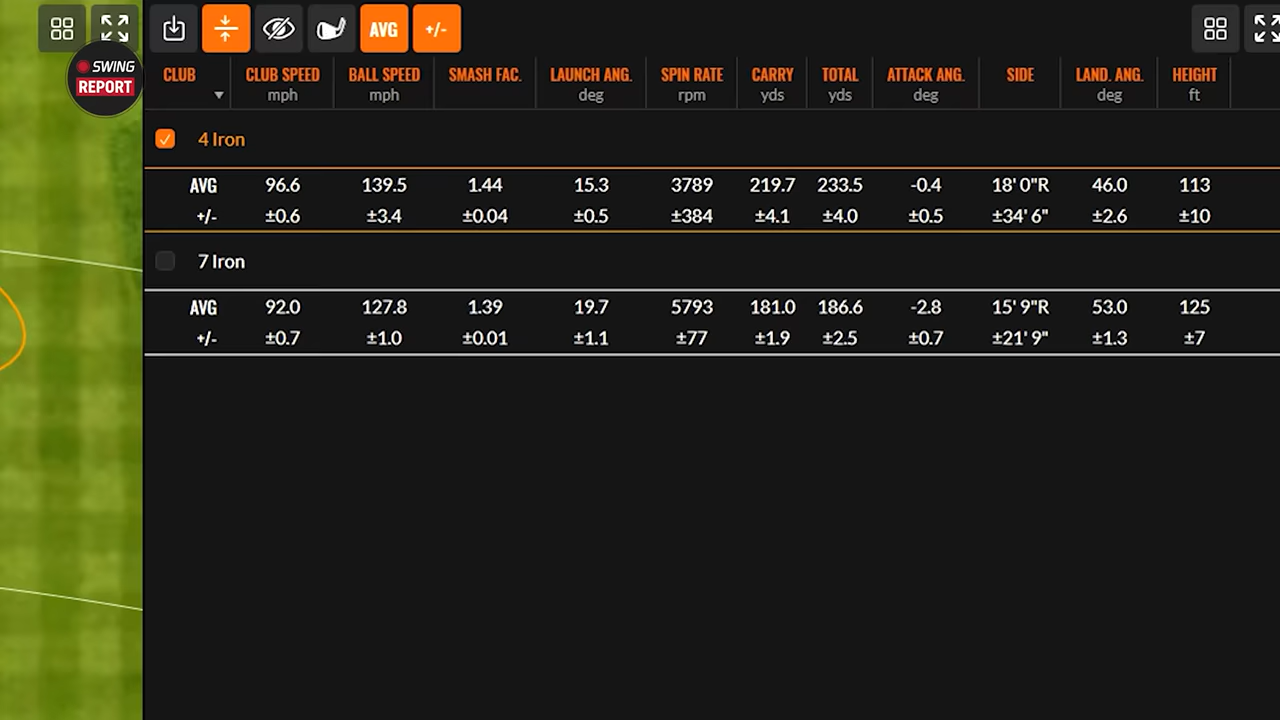 SWING
REPORT
AVG +/-
CLUB CLUB SPEED BALL SPEED SMASH FAC. LAUNCH ANG. SPIN RATE CARRY TOTAL ATTACK ANG. SIDE LAND. ANG. HEIGHT
mph mph deg rpm yds yds deg deg ft
4 Iron
AVG 96.6 139.5 1.44 15.3 3789 219.7 233.5 -0.4 18' 0"R 46.0 113
+/- ±0.6 ±3.4 ±0.04 ±0.5 ±384 ±4.1 ±4.0 ±0.5 ±34' 6" ±2.6 ±10
7 Iron
AVG 92.0 127.8 1.39 19.7 5793 181.0 186.6 -2.8 15' 9"R 53.0 125
+/- ±0.7 ±1.0 ±0.01 ±1.1 ±77 ±1.9 ±2.5 ±0.7 ±21' 9" ±1.3 ±7